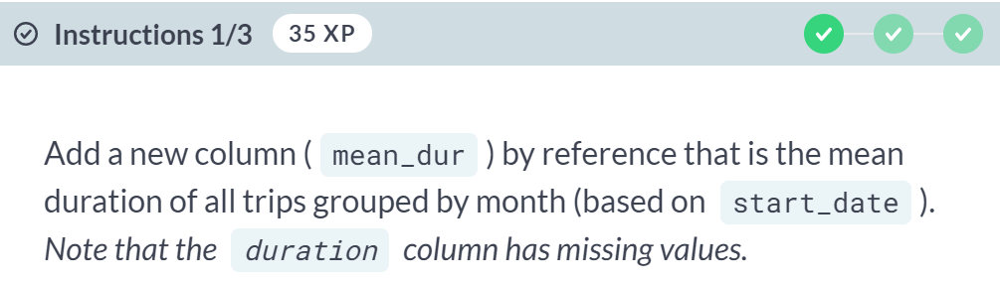 Instructions 1/3 35 XP
Add a new column ( mean_dur ) by reference that is the mean
duration of all trips grouped by month (based on start_date ).
Note that the duration column has missing values.